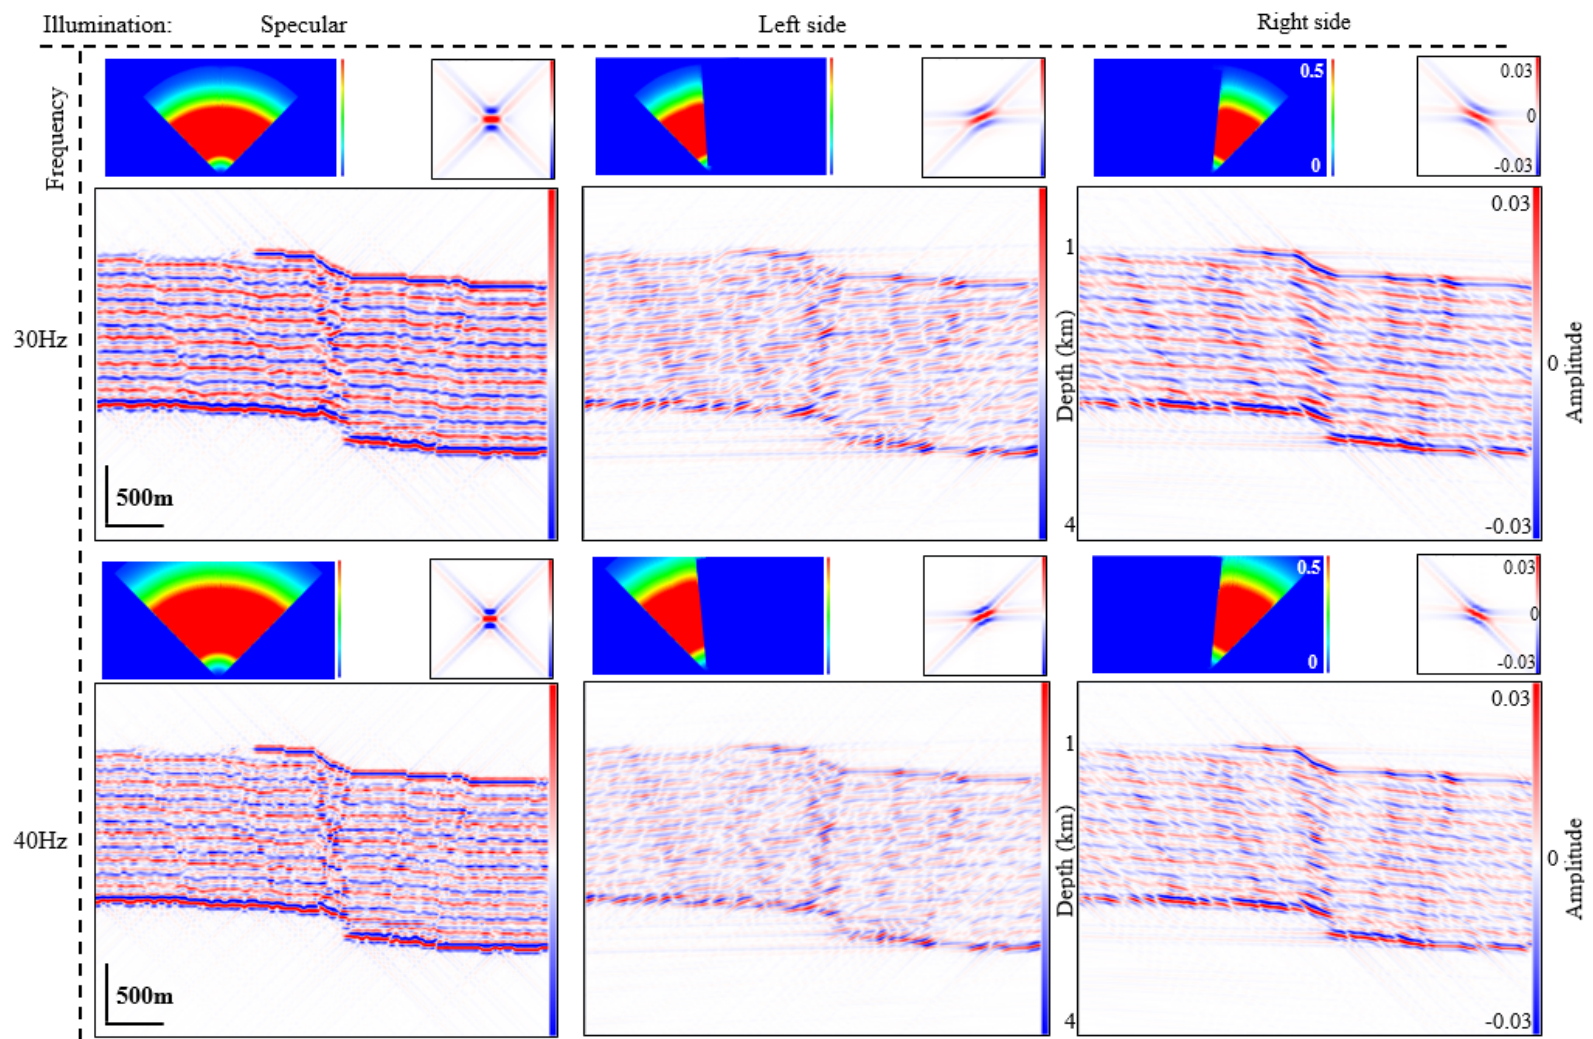 Illumination:
Specular
Left side
Right side
Frequency
0.5
0
0.03
0
-0.03
30Hz
500m
1
Depth (km)
4
0.03
0
-0.03
Amplitude
0.5
0
0.03
0
-0.03
40Hz
500m
1
Depth (km)
4
0.03
0
-0.03
Amplitude